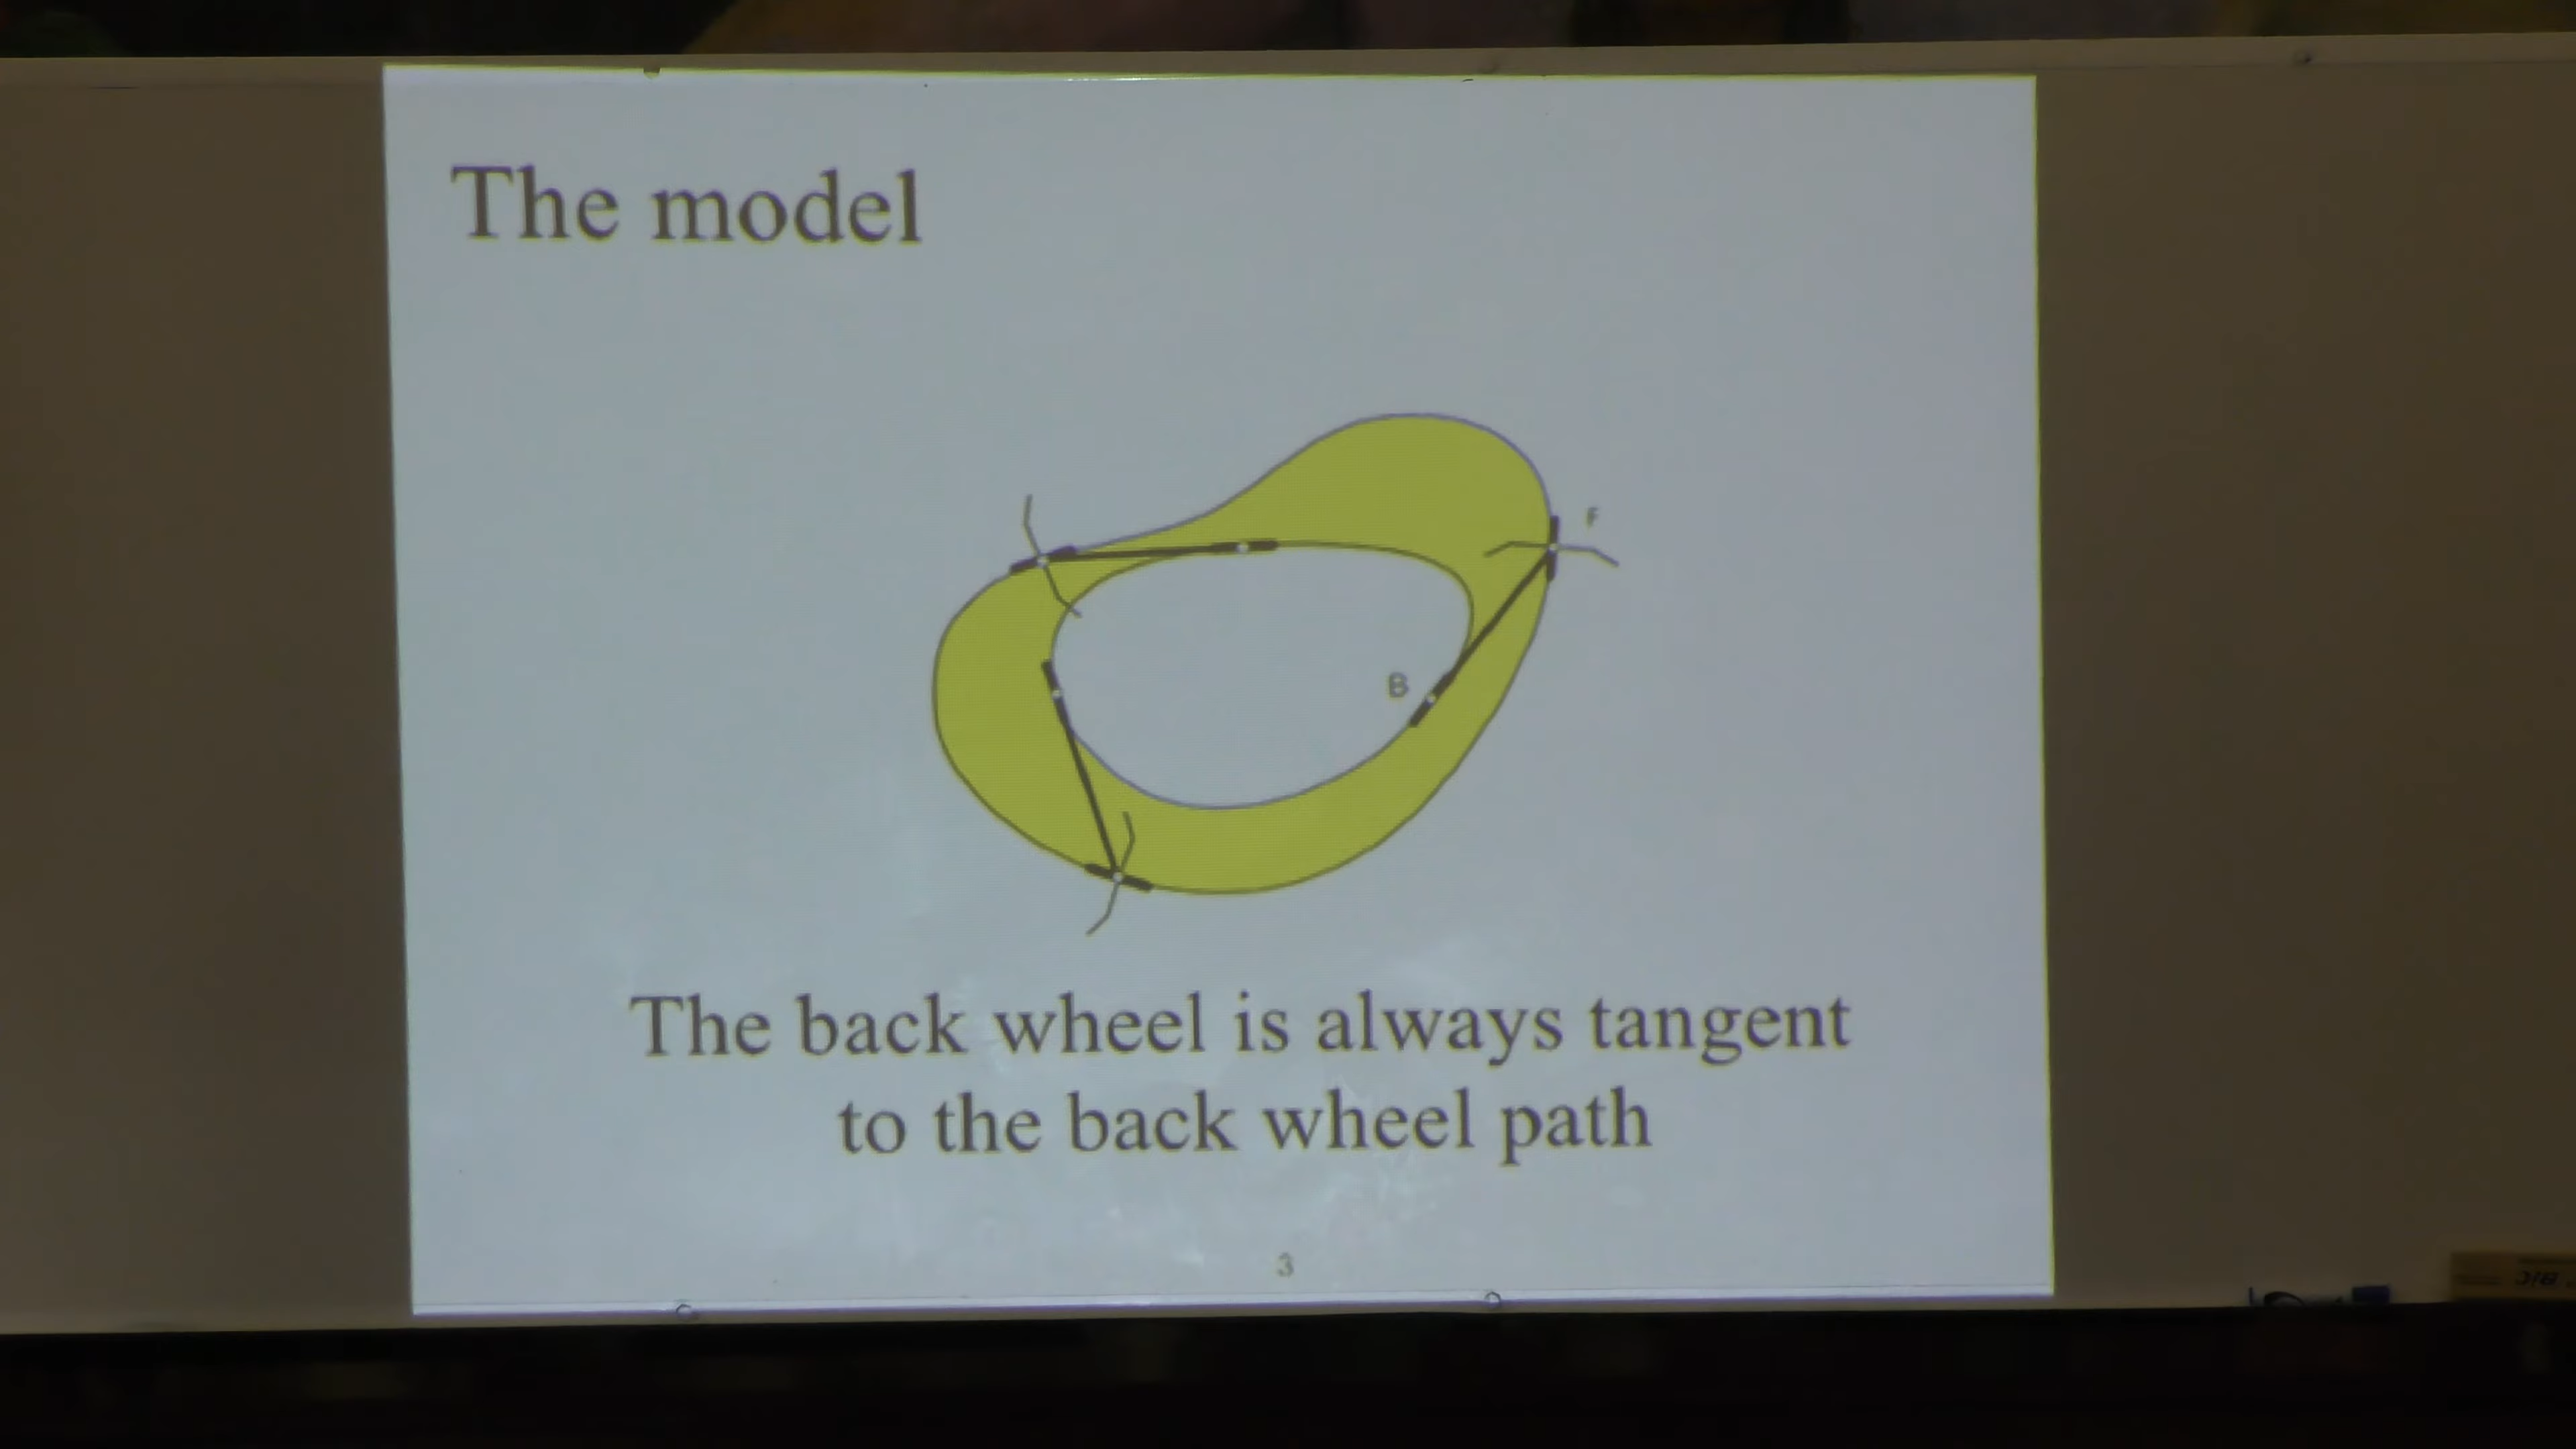 The model
F
B
The back wheel is always tangent
to the back wheel path
3